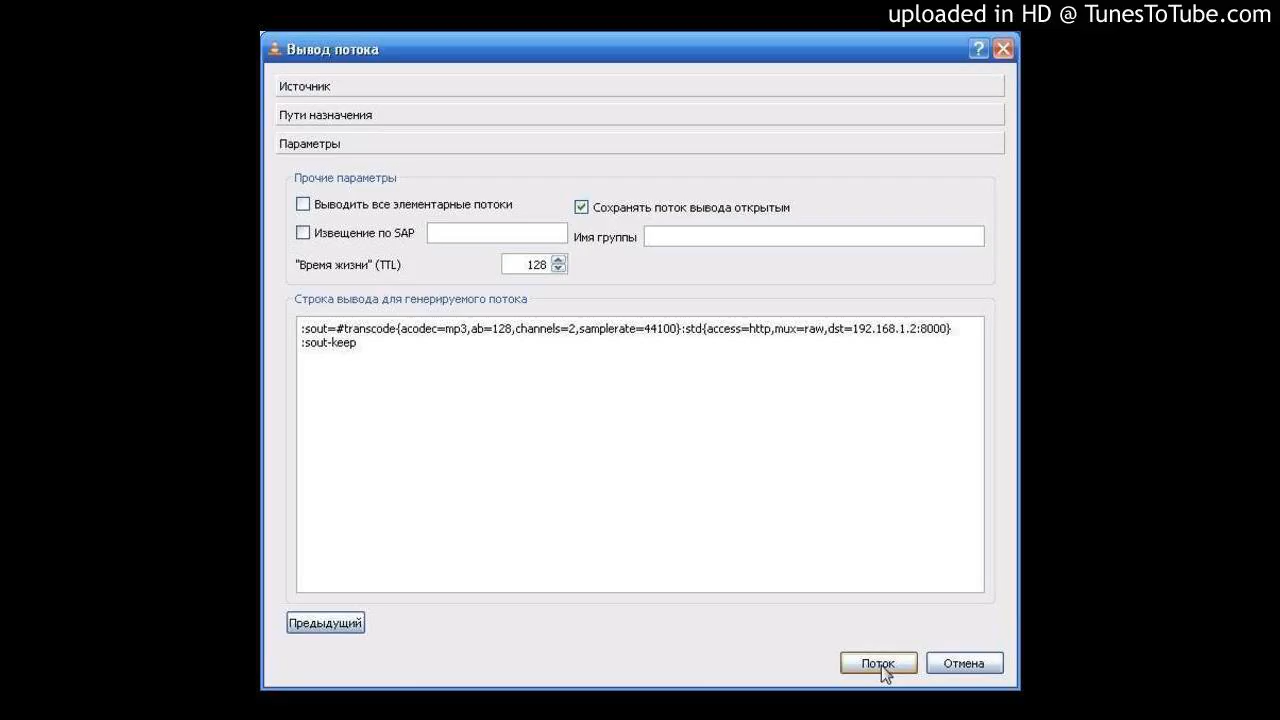 uploaded in HD @ TunesToTube.com
Вывод потока
Источник
Пути назначения
Параметры
Прочие параметры
Выводить все элементарные потоки
Сохранять поток вывода открытым
Извещение по SAP
Имя группы
"Время жизни" (TTL)
128
Строка вывода для генерируемого потока
:sout=#transcode{acodec=mp3,ab=128,channels=2,samplerate=44100}:std{access=http,mux=raw,dst=192.168.1.2:8000}
:sout-keep
Предыдущий
Поток
Отмена